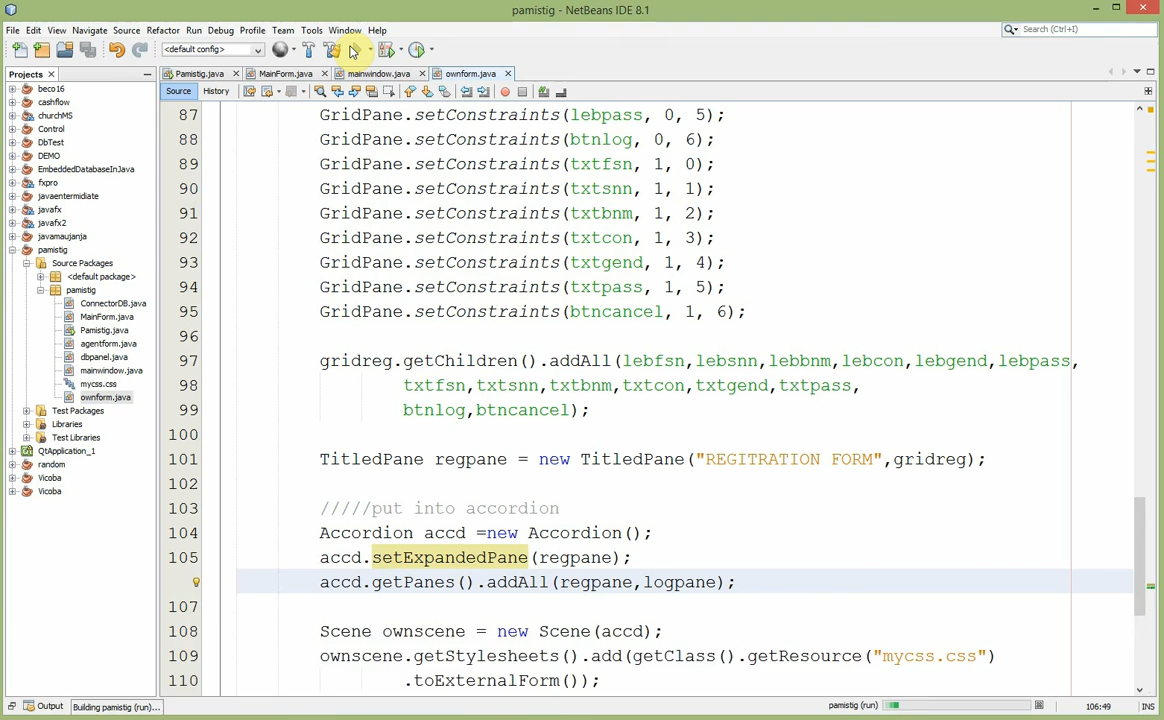 pamistig - NetBeans IDE 8.1
File Edit View Navigate Source Refactor Run Debug Profile Team Tools Window Help
Search (Ctrl+I)
<default config>
Projects
Pamistig.java
MainForm.java
mainwindow.java
ownform.java
Source
History
beco16
cashflow
churchMS
Control
DbTest
DEMO
EmbeddedDatabaseInJava
fxpro
javaentermidiate
javafx
javafx2
javamaujanja
pamistig
Source Packages
<default package>
pamistig
ConnectorDB.java
MainForm.java
Pamistig.java
agentform.java
dbpanel.java
mainwindow.java
mycss.css
ownform.java
Test Packages
Libraries
Test Libraries
QtApplication_1
random
Vicoba
Vicoba
87 GridPane.setConstraints(lebpass, 0, 5);
88 GridPane.setConstraints(btnlog, 0, 6);
89 GridPane.setConstraints(txtfsn, 1, 0);
90 GridPane.setConstraints(txtsnn, 1, 1);
91 GridPane.setConstraints(txtbnm, 1, 2);
92 GridPane.setConstraints(txtcon, 1, 3);
93 GridPane.setConstraints(txtgend, 1, 4);
94 GridPane.setConstraints(txtpass, 1, 5);
95 GridPane.setConstraints(btncancel, 1, 6);
96
97 gridreg.getChildren().addAll(lebfsn,lebsnn,lebbnm,lebcon,lebgend,lebpass,
98 txtfsn,txtsnn,txtbnm,txtcon,txtgend,txtpass,
99 btnlog,btncancel);
100
101 TitledPane regpane = new TitledPane("REGITRATION FORM",gridreg);
102
103 /////put into accordion
104 Accordion accd =new Accordion();
105 accd.setExpandedPane(regpane);
accd.getPanes().addAll(regpane,logpane);
107
108 Scene ownscene = new Scene(accd);
109 ownscene.getStylesheets().add(getClass().getResource("mycss.css")
110 .toExternalForm());
Output
Building pamistig (run)...
pamistig (run)
106:49
INS